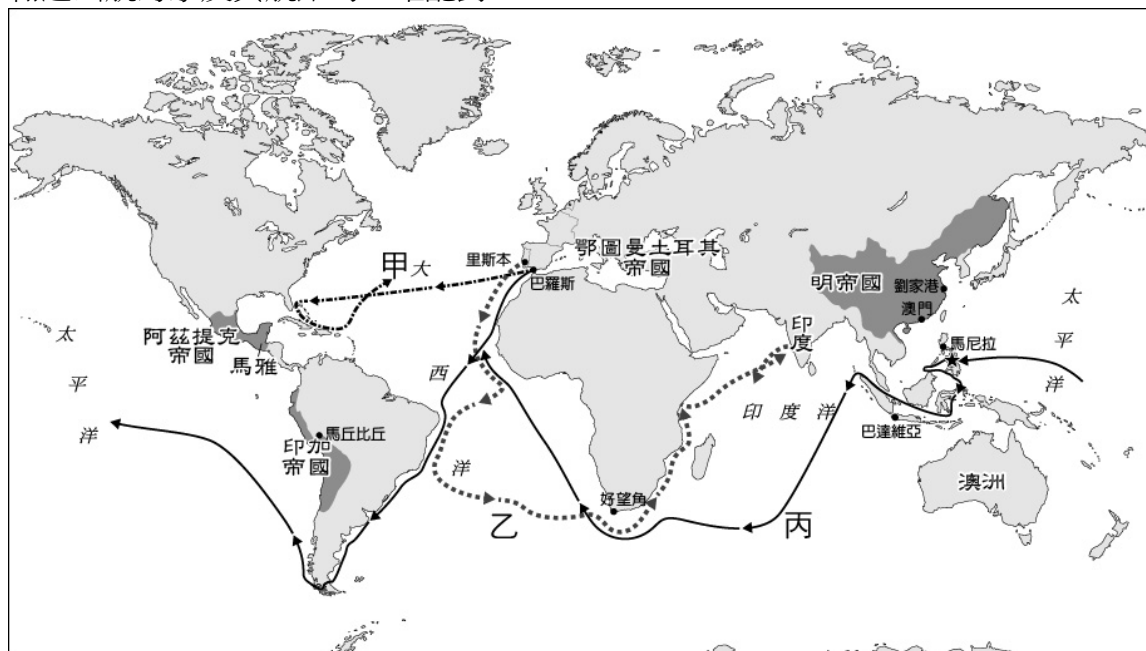 里斯本
鄂圖曼土耳其
帝國
甲
大
巴羅斯
明帝國
劉家港
澳門
太
平
洋
印
度
馬尼拉
太
平
洋
阿茲提克
帝國
馬雅
西
洋
印度洋
巴達維亞
馬丘比丘
印加
帝國
澳洲
好望角
乙
丙